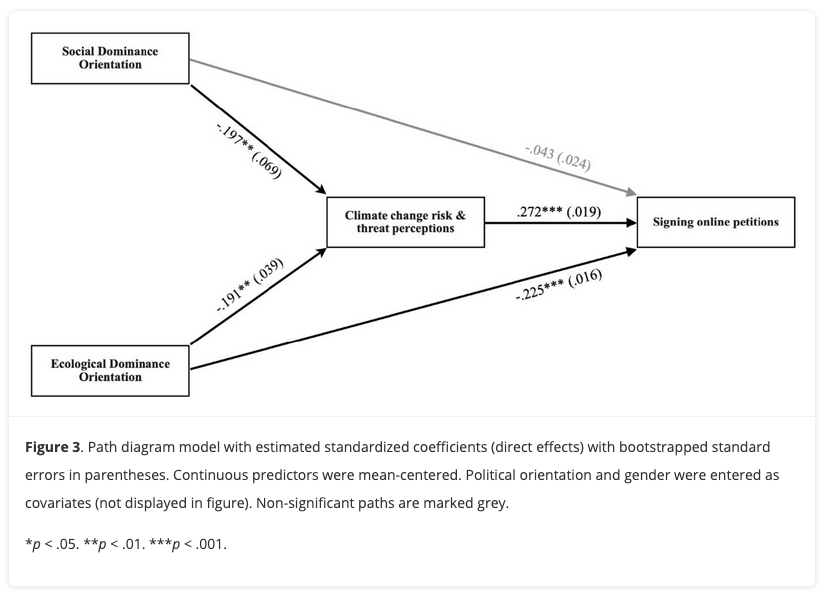 Social Dominance
Orientation
-.197** (.069)
-.043 (.024)
Climate change risk &
threat perceptions
.272*** (.019)
Signing online petitions
-.191** (.039)
-.225*** (.016)
Ecological Dominance
Orientation
Figure 3. Path diagram model with estimated standardized coefficients (direct effects) with bootstrapped standard
errors in parentheses. Continuous predictors were mean-centered. Political orientation and gender were entered as
covariates (not displayed in figure). Non-significant paths are marked grey.
*p < .05. **p < .01. ***p < .001.